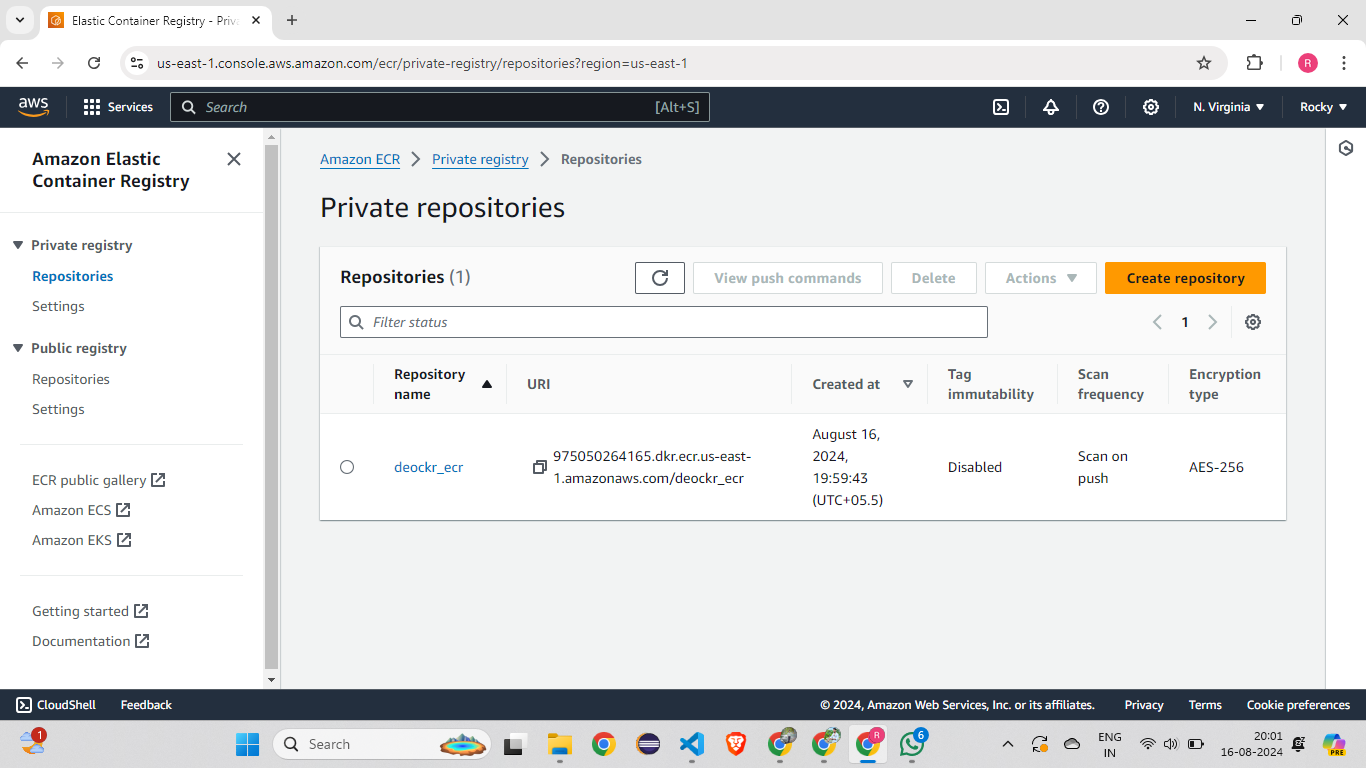 Elastic Container Registry - Priva
us-east-1.console.aws.amazon.com/ecr/private-registry/repositories?region=us-east-1
R
aws
Services
Search
[Alt+S]
N. Virginia
Rocky
Amazon Elastic
Container Registry
Private registry
Repositories
Settings
Public registry
Repositories
Settings
ECR public gallery
Amazon ECS
Amazon EKS
Getting started
Documentation
Amazon ECR
Private registry
Repositories
Private repositories
Repositories (1)
View push commands
Delete
Actions
Create repository
Filter status
1
Repository
name
URI
Created at
Tag
immutability
Scan
frequency
Encryption
type
deockr_ecr
975050264165.dkr.ecr.us-east-
1.amazonaws.com/deockr_ecr
August 16,
2024,
19:59:43
(UTC+05.5)
Disabled
Scan on
push
AES-256
CloudShell
Feedback
© 2024, Amazon Web Services, Inc. or its affiliates.
Privacy
Terms
Cookie preferences
1
Search
R
6
ENG
IN
20:01
16-08-2024
PRE